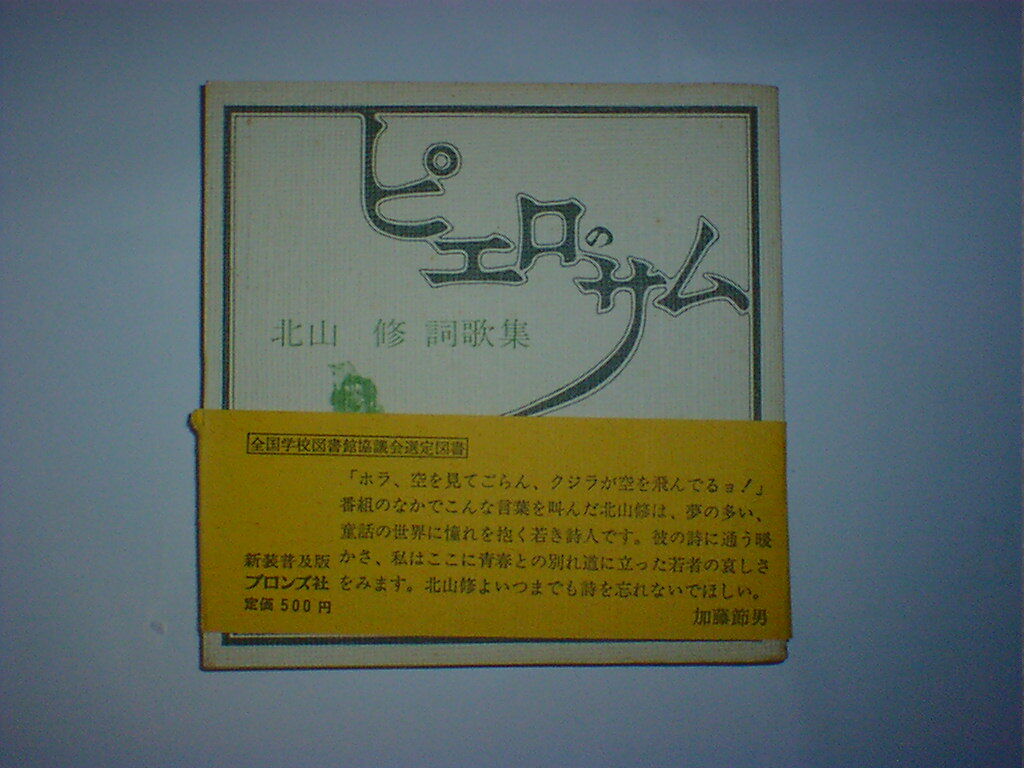 ピエロのサム
北山 修 詞歌集
全国学校図書館協議会選定図書
「ホラ、空を見てごらん、クジラが空を飛んでるョ！」
番組のなかでこんな言葉を叫んだ北山修は、夢の多い、
童話の世界に憧れを抱く若き詩人です。彼の詩に通う暖
かさ、私はここに青春との別れ道に立った若者の哀しさ
をみます。北山修よいつまでも詩を忘れないでほしい。
加藤節男
新装普及版
ブロンズ社
定価 500円